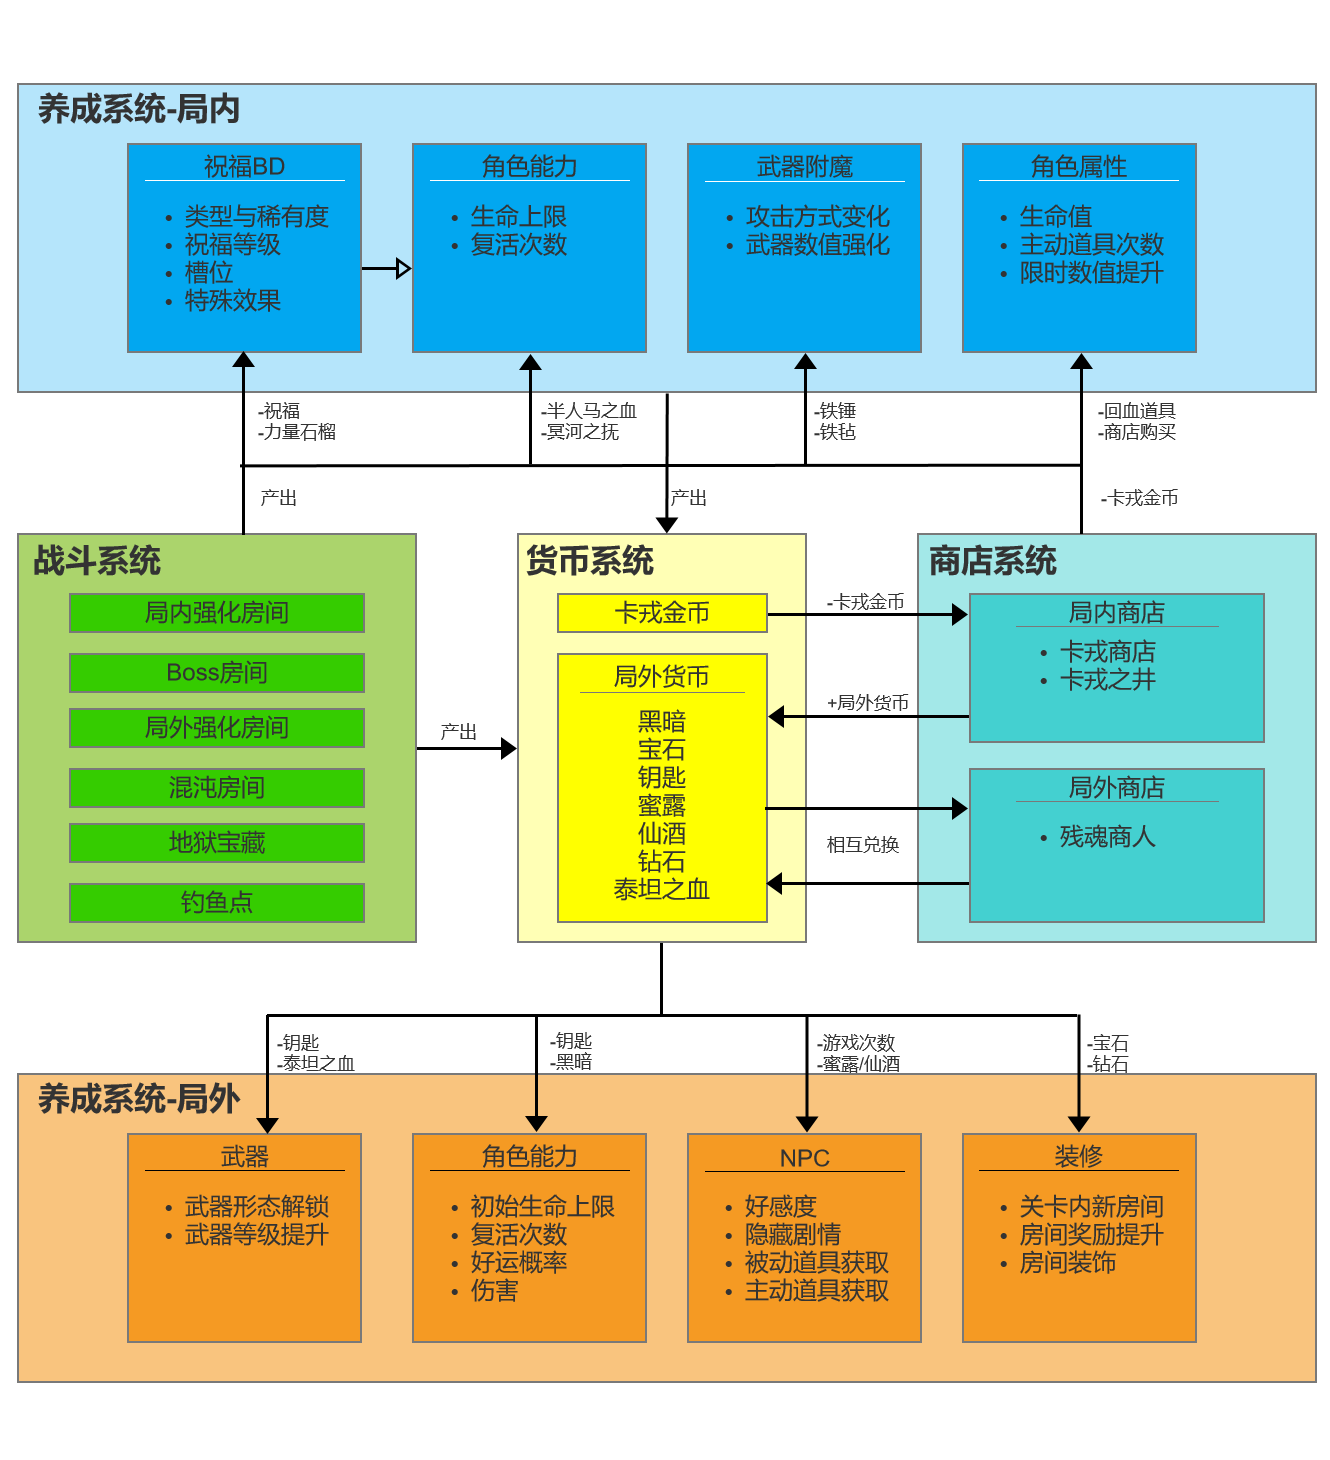 养成系统-局内
祝福BD
• 类型与稀有度
• 祝福等级
• 槽位
• 特殊效果
角色能力
• 生命上限
• 复活次数
武器附魔
• 攻击方式变化
• 武器数值强化
角色属性
• 生命值
• 主动道具次数
• 限时数值提升
-祝福
-力量石榴
-半人马之血
-冥河之抚
-铁锤
-铁毡
-回血道具
-商店购买
产出
产出
-卡戎金币
战斗系统
局内强化房间
Boss房间
局外强化房间
混沌房间
地狱宝藏
钓鱼点
产出
货币系统
卡戎金币
局外货币
黑暗
宝石
钥匙
蜜露
仙酒
钻石
泰坦之血
-卡戎金币
+局外货币
相互兑换
商店系统
局内商店
• 卡戎商店
• 卡戎之井
局外商店
• 残魂商人
-钥匙
-泰坦之血
-钥匙
-黑暗
-游戏次数
-蜜露/仙酒
-宝石
-钻石
养成系统-局外
武器
• 武器形态解锁
• 武器等级提升
角色能力
• 初始生命上限
• 复活次数
• 好运概率
• 伤害
NPC
• 好感度
• 隐藏剧情
• 被动道具获取
• 主动道具获取
装修
• 关卡内新房间
• 房间奖励提升
• 房间装饰